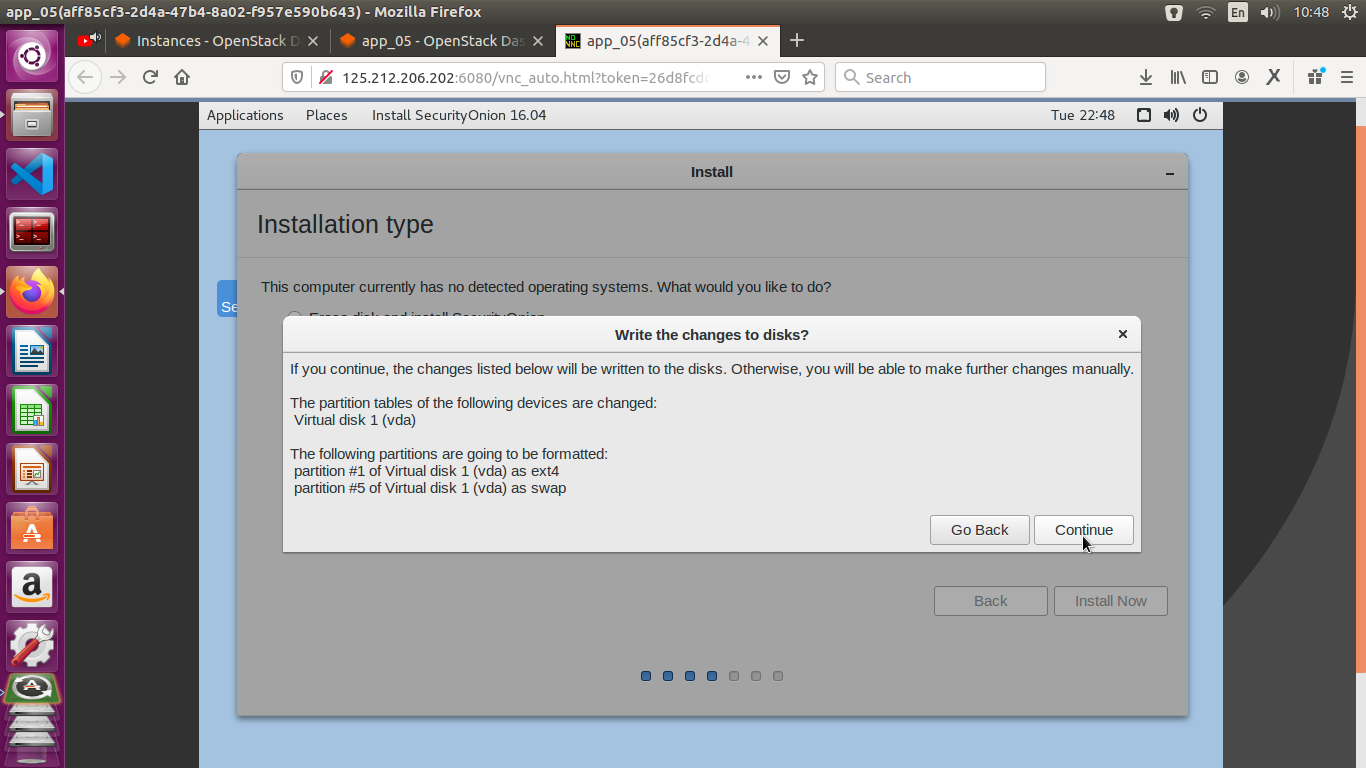 app_05(aff85cf3-2d4a-47b4-8a02-f957e590b643) - Mozilla Firefox
En
10:48
Instances - OpenStack D
app_05 - OpenStack Das
app_05(aff85cf3-2d4a-4
125.212.206.202:6080/vnc_auto.html?token=26d8fcd
Search
Applications Places Install SecurityOnion 16.04
Tue 22:48
Install
Installation type
This computer currently has no detected operating systems. What would you like to do?
Erase disk and install SecurityOnion
Se
Write the changes to disks?
If you continue, the changes listed below will be written to the disks. Otherwise, you will be able to make further changes manually.
The partition tables of the following devices are changed:
Virtual disk 1 (vda)
The following partitions are going to be formatted:
partition #1 of Virtual disk 1 (vda) as ext4
partition #5 of Virtual disk 1 (vda) as swap
Go Back
Continue
Back
Install Now